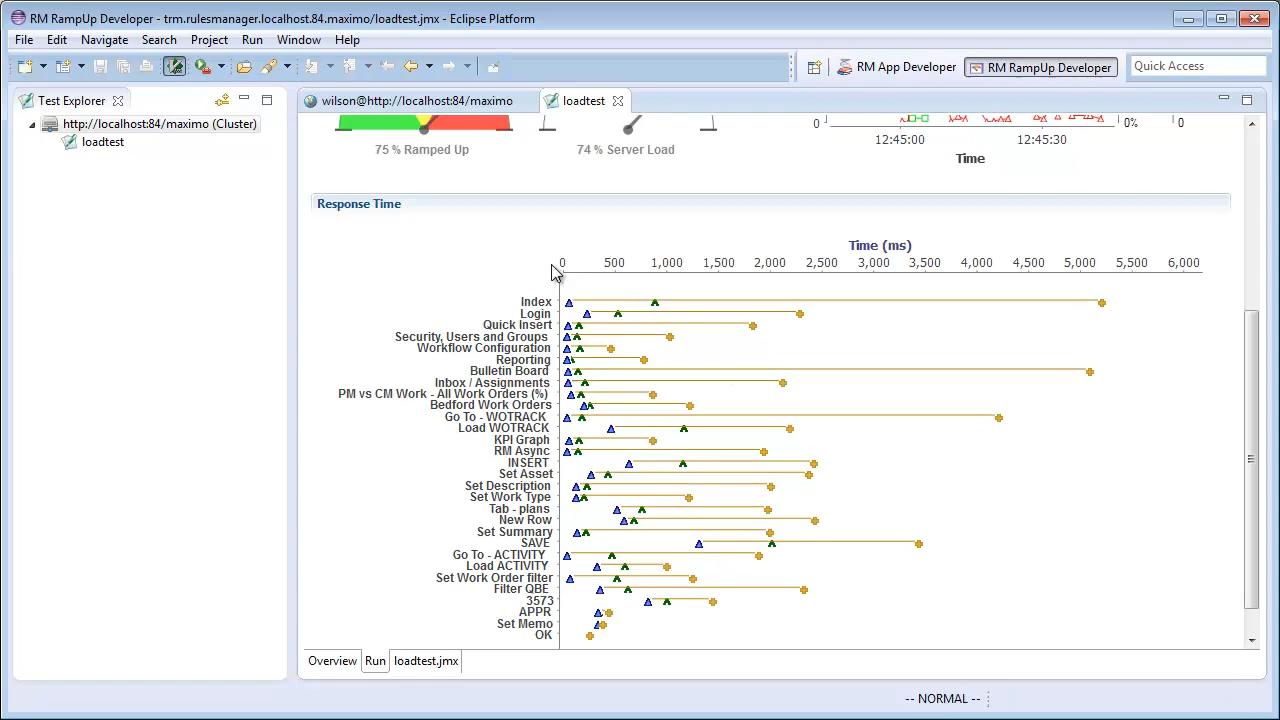 RM RampUp Developer - trm.rulesmanager.localhost.84.maximo/loadtest.jmx - Eclipse Platform
File Edit Navigate Search Project Run Window Help
RM App Developer RM RampUp Developer Quick Access
Test Explorer
http://localhost:84/maximo (Cluster)
loadtest
wilson@http://localhost:84/maximo loadtest
75 % Ramped Up 74 % Server Load
0 0% 0
12:45:00 12:45:30
Time
Response Time
Time (ms)
0 500 1,000 1,500 2,000 2,500 3,000 3,500 4,000 4,500 5,000 5,500 6,000
Index
Login
Quick Insert
Security, Users and Groups
Workflow Configuration
Reporting
Bulletin Board
Inbox / Assignments
PM vs CM Work - All Work Orders (%)
Bedford Work Orders
Go To - WOTRACK
Load WOTRACK
KPI Graph
RM Async
INSERT
Set Asset
Set Description
Set Work Type
Tab - plans
New Row
Set Summary
SAVE
Go To - ACTIVITY
Load ACTIVITY
Set Work Order filter
Filter QBE
3573
APPR
Set Memo
OK
Overview Run loadtest.jmx
-- NORMAL --